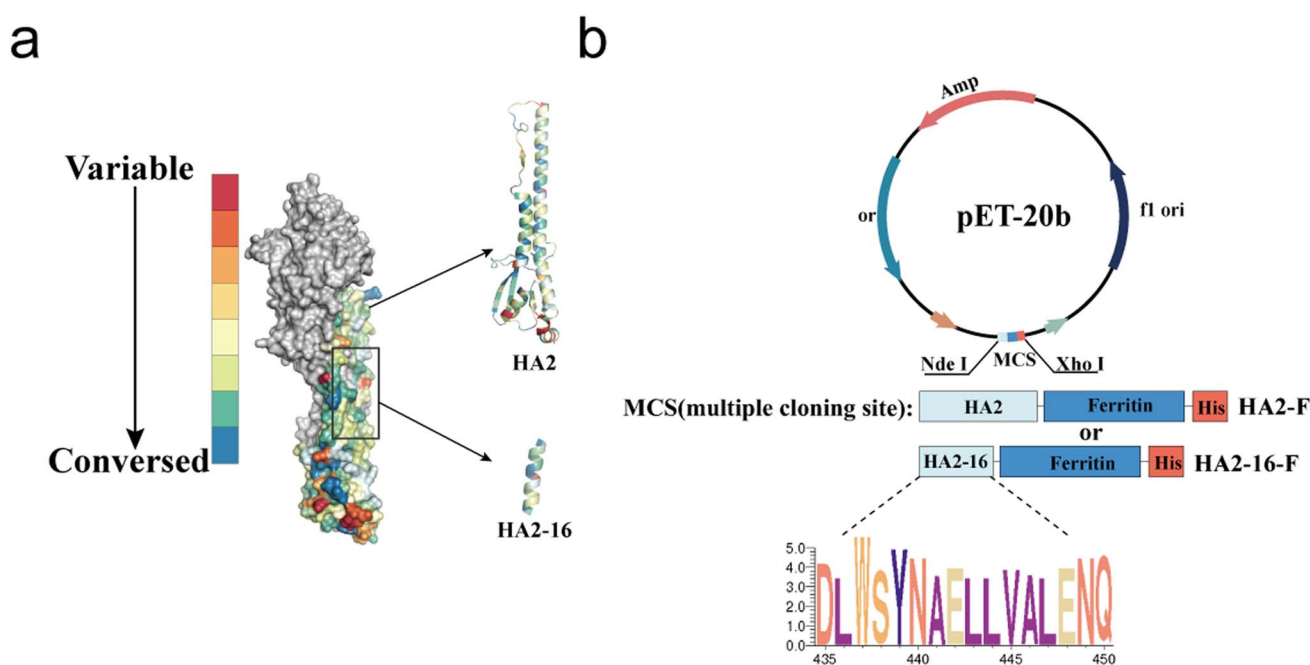 a
Variable
Conversed
HA2
HA2-16
b
Amp
or
pET-20b
f1 ori
Nde I
MCS
Xho I
MCS(multiple cloning site):
HA2
Ferritin
His
HA2-F
or
HA2-16
Ferritin
His
HA2-16-F
5.0
4.0
3.0
2.0
1.0
0.0
DLWSYNAELLVALENQ
435
440
445
450